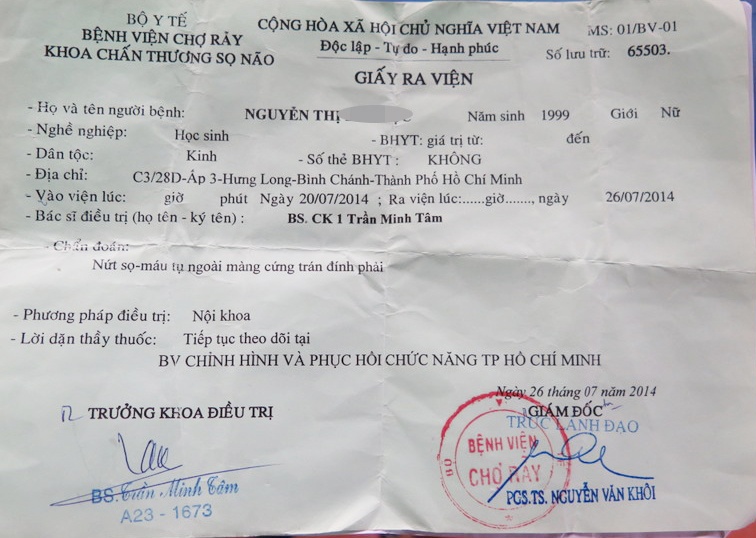 BỘ Y TẾ
BỆNH VIỆN CHỢ RẪY
KHOA CHẤN THƯƠNG SỌ NÃO
CỘNG HÒA XÃ HỘI CHỦ NGHĨA VIỆT NAM
Độc lập - Tự do - Hạnh phúc
MS: 01/BV-01
Số lưu trữ: 65503.
GIẤY RA VIỆN
- Họ và tên người bệnh: NGUYỄN THỊ Năm sinh 1999 Giới Nữ
- Nghề nghiệp: Học sinh - BHYT: giá trị từ: đến
- Dân tộc: Kinh - Số thẻ BHYT : KHÔNG
- Địa chỉ: C3/28D-Ấp 3-Hưng Long-Bình Chánh-Thành Phố Hồ Chí Minh
- Vào viện lúc: giờ phút Ngày 20/07/2014 ; Ra viện lúc:......giờ......., ngày 26/07/2014
- Bác sĩ điều trị (họ tên - ký tên) : BS. CK 1 Trần Minh Tâm
- Chẩn đoán:
Nứt sọ-máu tụ ngoài màng cứng trán đính phải
- Phương pháp điều trị: Nội khoa
- Lời dặn thầy thuốc: Tiếp tục theo dõi tại
BV CHỈNH HÌNH VÀ PHỤC HỒI CHỨC NĂNG TP HỒ CHÍ MINH
Ngày 26 tháng 07 năm 2014
TRƯỞNG KHOA ĐIỀU TRỊ
GIÁM ĐỐC
TRỰC LÃNH ĐẠO
BỆNH VIỆN
CHỢ RẪY
BS. Trần Minh Tâm
A23 - 1673
PGS.TS. NGUYỄN VĂN KHÔI